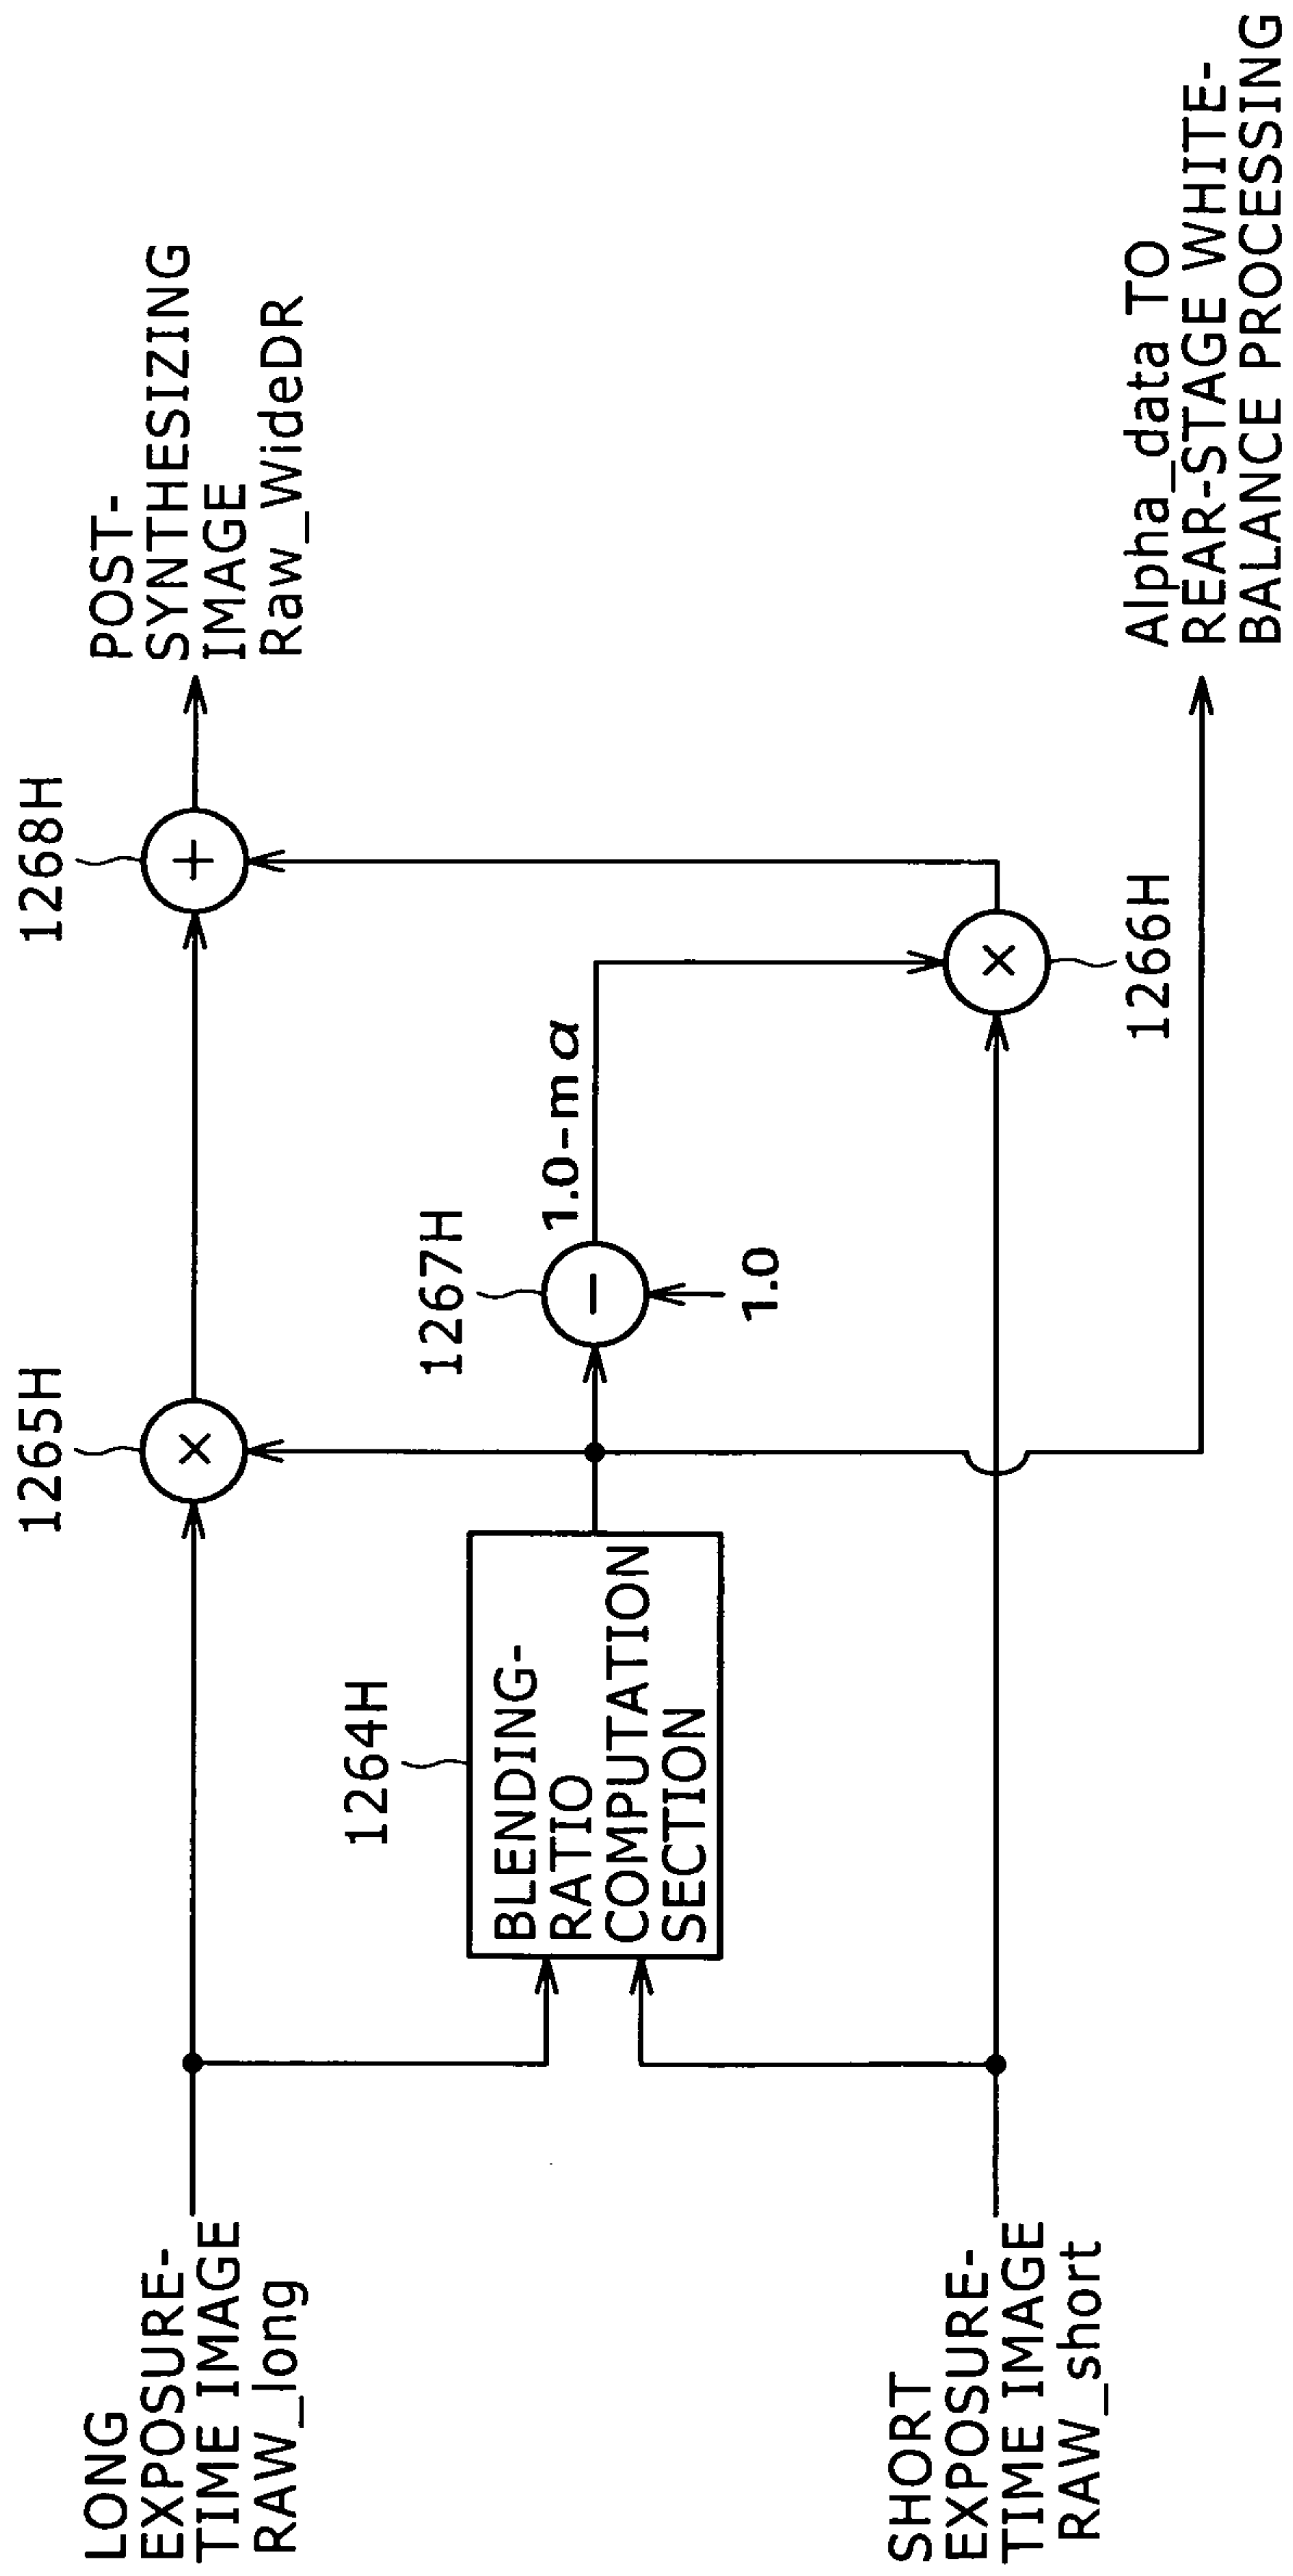 LONG
EXPOSURE-
TIME IMAGE
RAW_long
1265H
1268H
POST-
SYNTHESIZING
IMAGE
Raw_WideDR
1264H
BLENDING-
RATIO
COMPUTATION
SECTION
1267H
1.0-mα
1.0
SHORT
EXPOSURE-
TIME IMAGE
RAW_short
1266H
Alpha_data TO
REAR-STAGE WHITE-
BALANCE PROCESSING